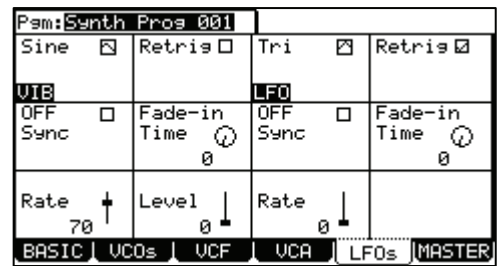 Pgm:Synth Prog 001
Sine Retrig Tri Retrig
VIB LFO
OFF Fade-in OFF Fade-in
Sync Time Sync Time
0 0
Rate Level Rate
70 0 0
BASIC VCOs VCF VCA LFOs MASTER